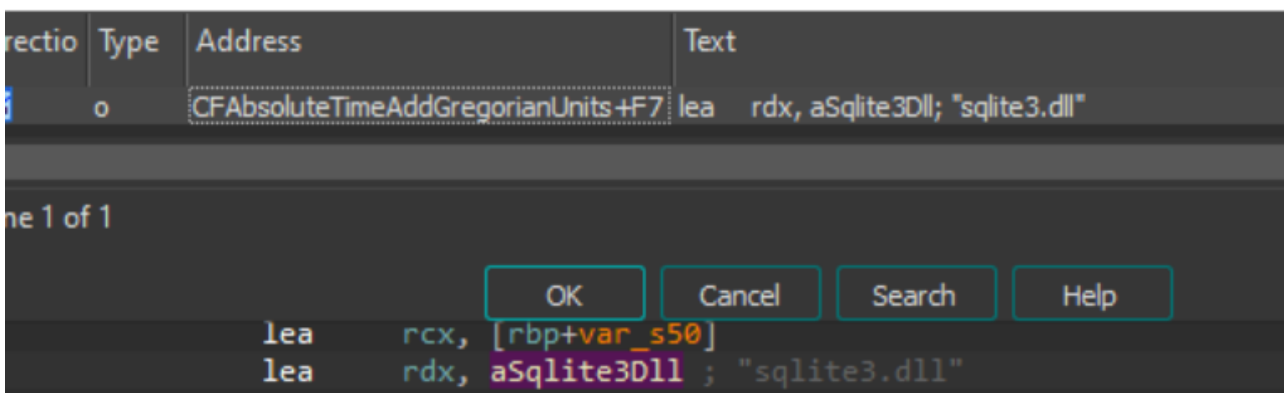 rectio Type Address Text
o CFAbsoluteTimeAddGregorianUnits+F7 lea rdx, aSqlite3Dll; "sqlite3.dll"
ne 1 of 1
OK Cancel Search Help
lea rcx, [rbp+var_s50]
lea rdx, aSqlite3Dll ; "sqlite3.dll"